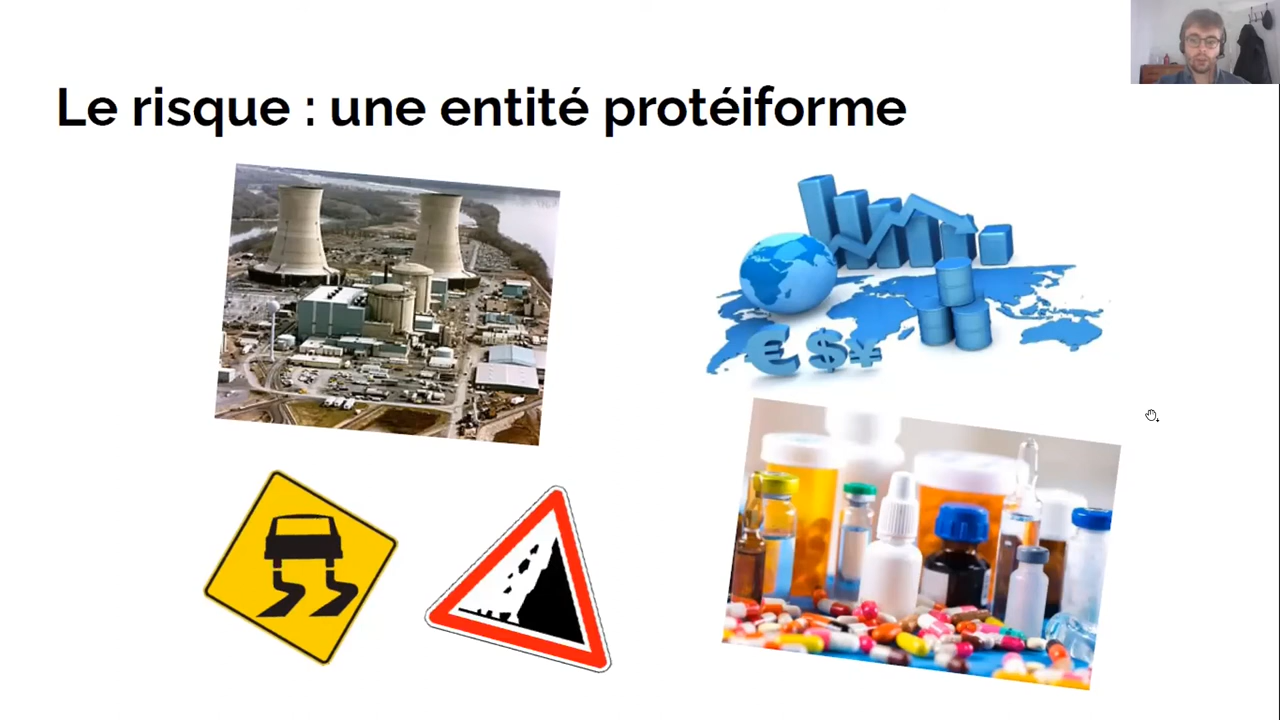 Le risque : une entité protéiforme
€ $ ¥